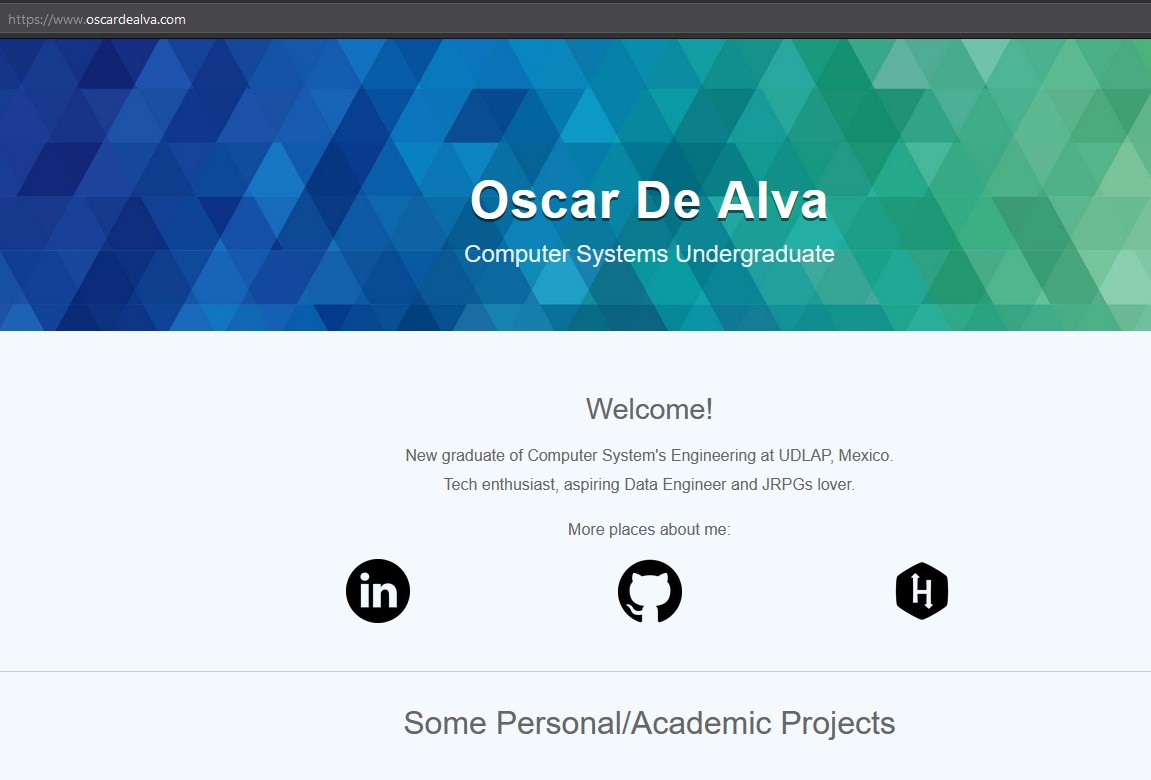 https://www.oscardealva.com
Oscar De Alva
Computer Systems Undergraduate
Welcome!
New graduate of Computer System's Engineering at UDLAP, Mexico.
Tech enthusiast, aspiring Data Engineer and JRPGs lover.
More places about me:
in
H
Some Personal/Academic Projects